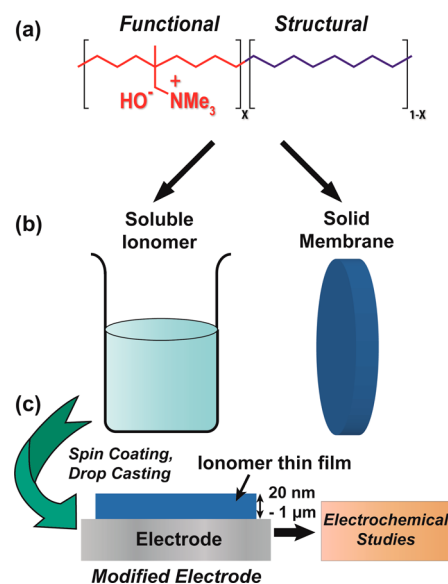 (a)
Functional Structural
+
HO- NMe3
X
1-X
(b)
Soluble
Ionomer
Solid
Membrane
(c)
Spin Coating,
Drop Casting
Ionomer thin film
20 nm
- 1 µm
Electrode
Modified Electrode
Electrochemical
Studies